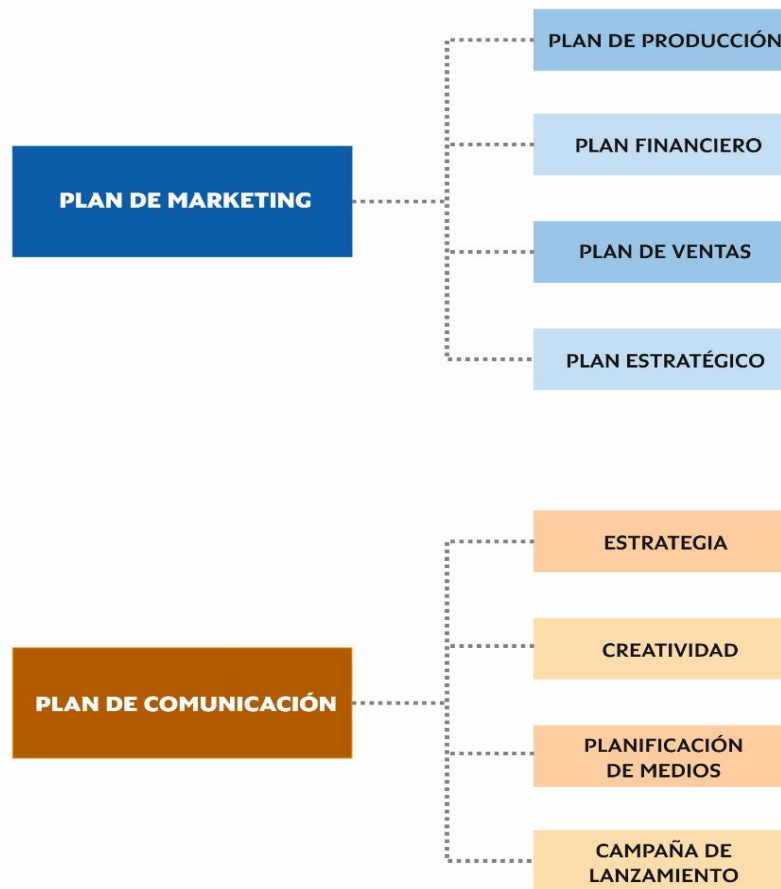 PLAN DE MARKETING
PLAN DE PRODUCCIÓN
PLAN FINANCIERO
PLAN DE VENTAS
PLAN ESTRATÉGICO
PLAN DE COMUNICACIÓN
ESTRATEGIA
CREATIVIDAD
PLANIFICACIÓN
DE MEDIOS
CAMPAÑA DE
LANZAMIENTO